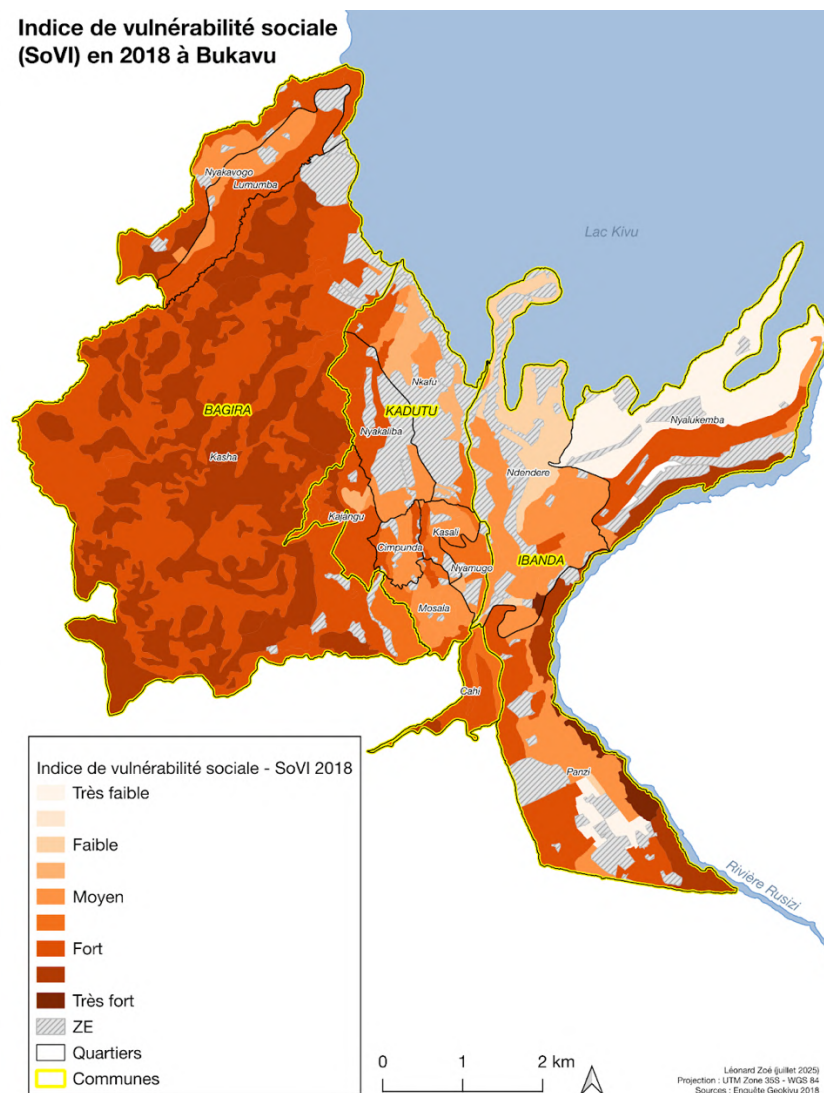 Indice de vulnérabilité sociale
(SoVI) en 2018 à Bukavu
Nyakavogo
Lumumba
Lac Kivu
Nkafu
BAGIRA
KADUTU
Nyalukemba
Nyakaliba
Kasha
Ndendere
Kajangu
Kasali
Cimpunda
IBANDA
Nyamugo
Mosala
Cahi
Panzi
Rivière Rusizi
Indice de vulnérabilité sociale - SoVI 2018
Très faible
Faible
Moyen
Fort
Très fort
ZE
Quartiers
Communes
0 1 2 km
Léonard Zoé (juillet 2025)
Projection : UTM Zone 35S - WGS 84
Sources : Enquête Geokivu 2018